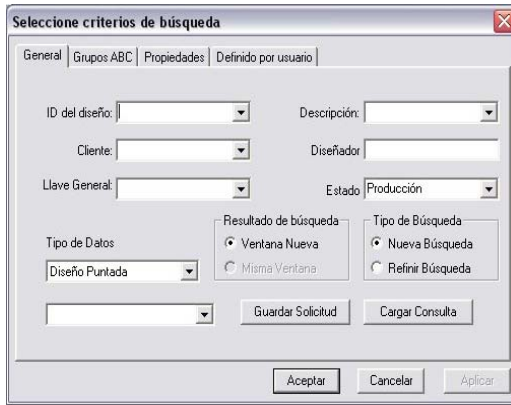 Seleccione criterios de búsqueda
General Grupos ABC Propiedades Definido por usuario
ID del diseño: Descripción:
Cliente: Diseñador
Llave General: Estado Producción
Resultado de búsqueda Tipo de Búsqueda
Tipo de Datos Ventana Nueva Nueva Búsqueda
Diseño Puntada Misma Ventana Refinir Búsqueda
Guardar Solicitud Cargar Consulta
Aceptar Cancelar Aplicar